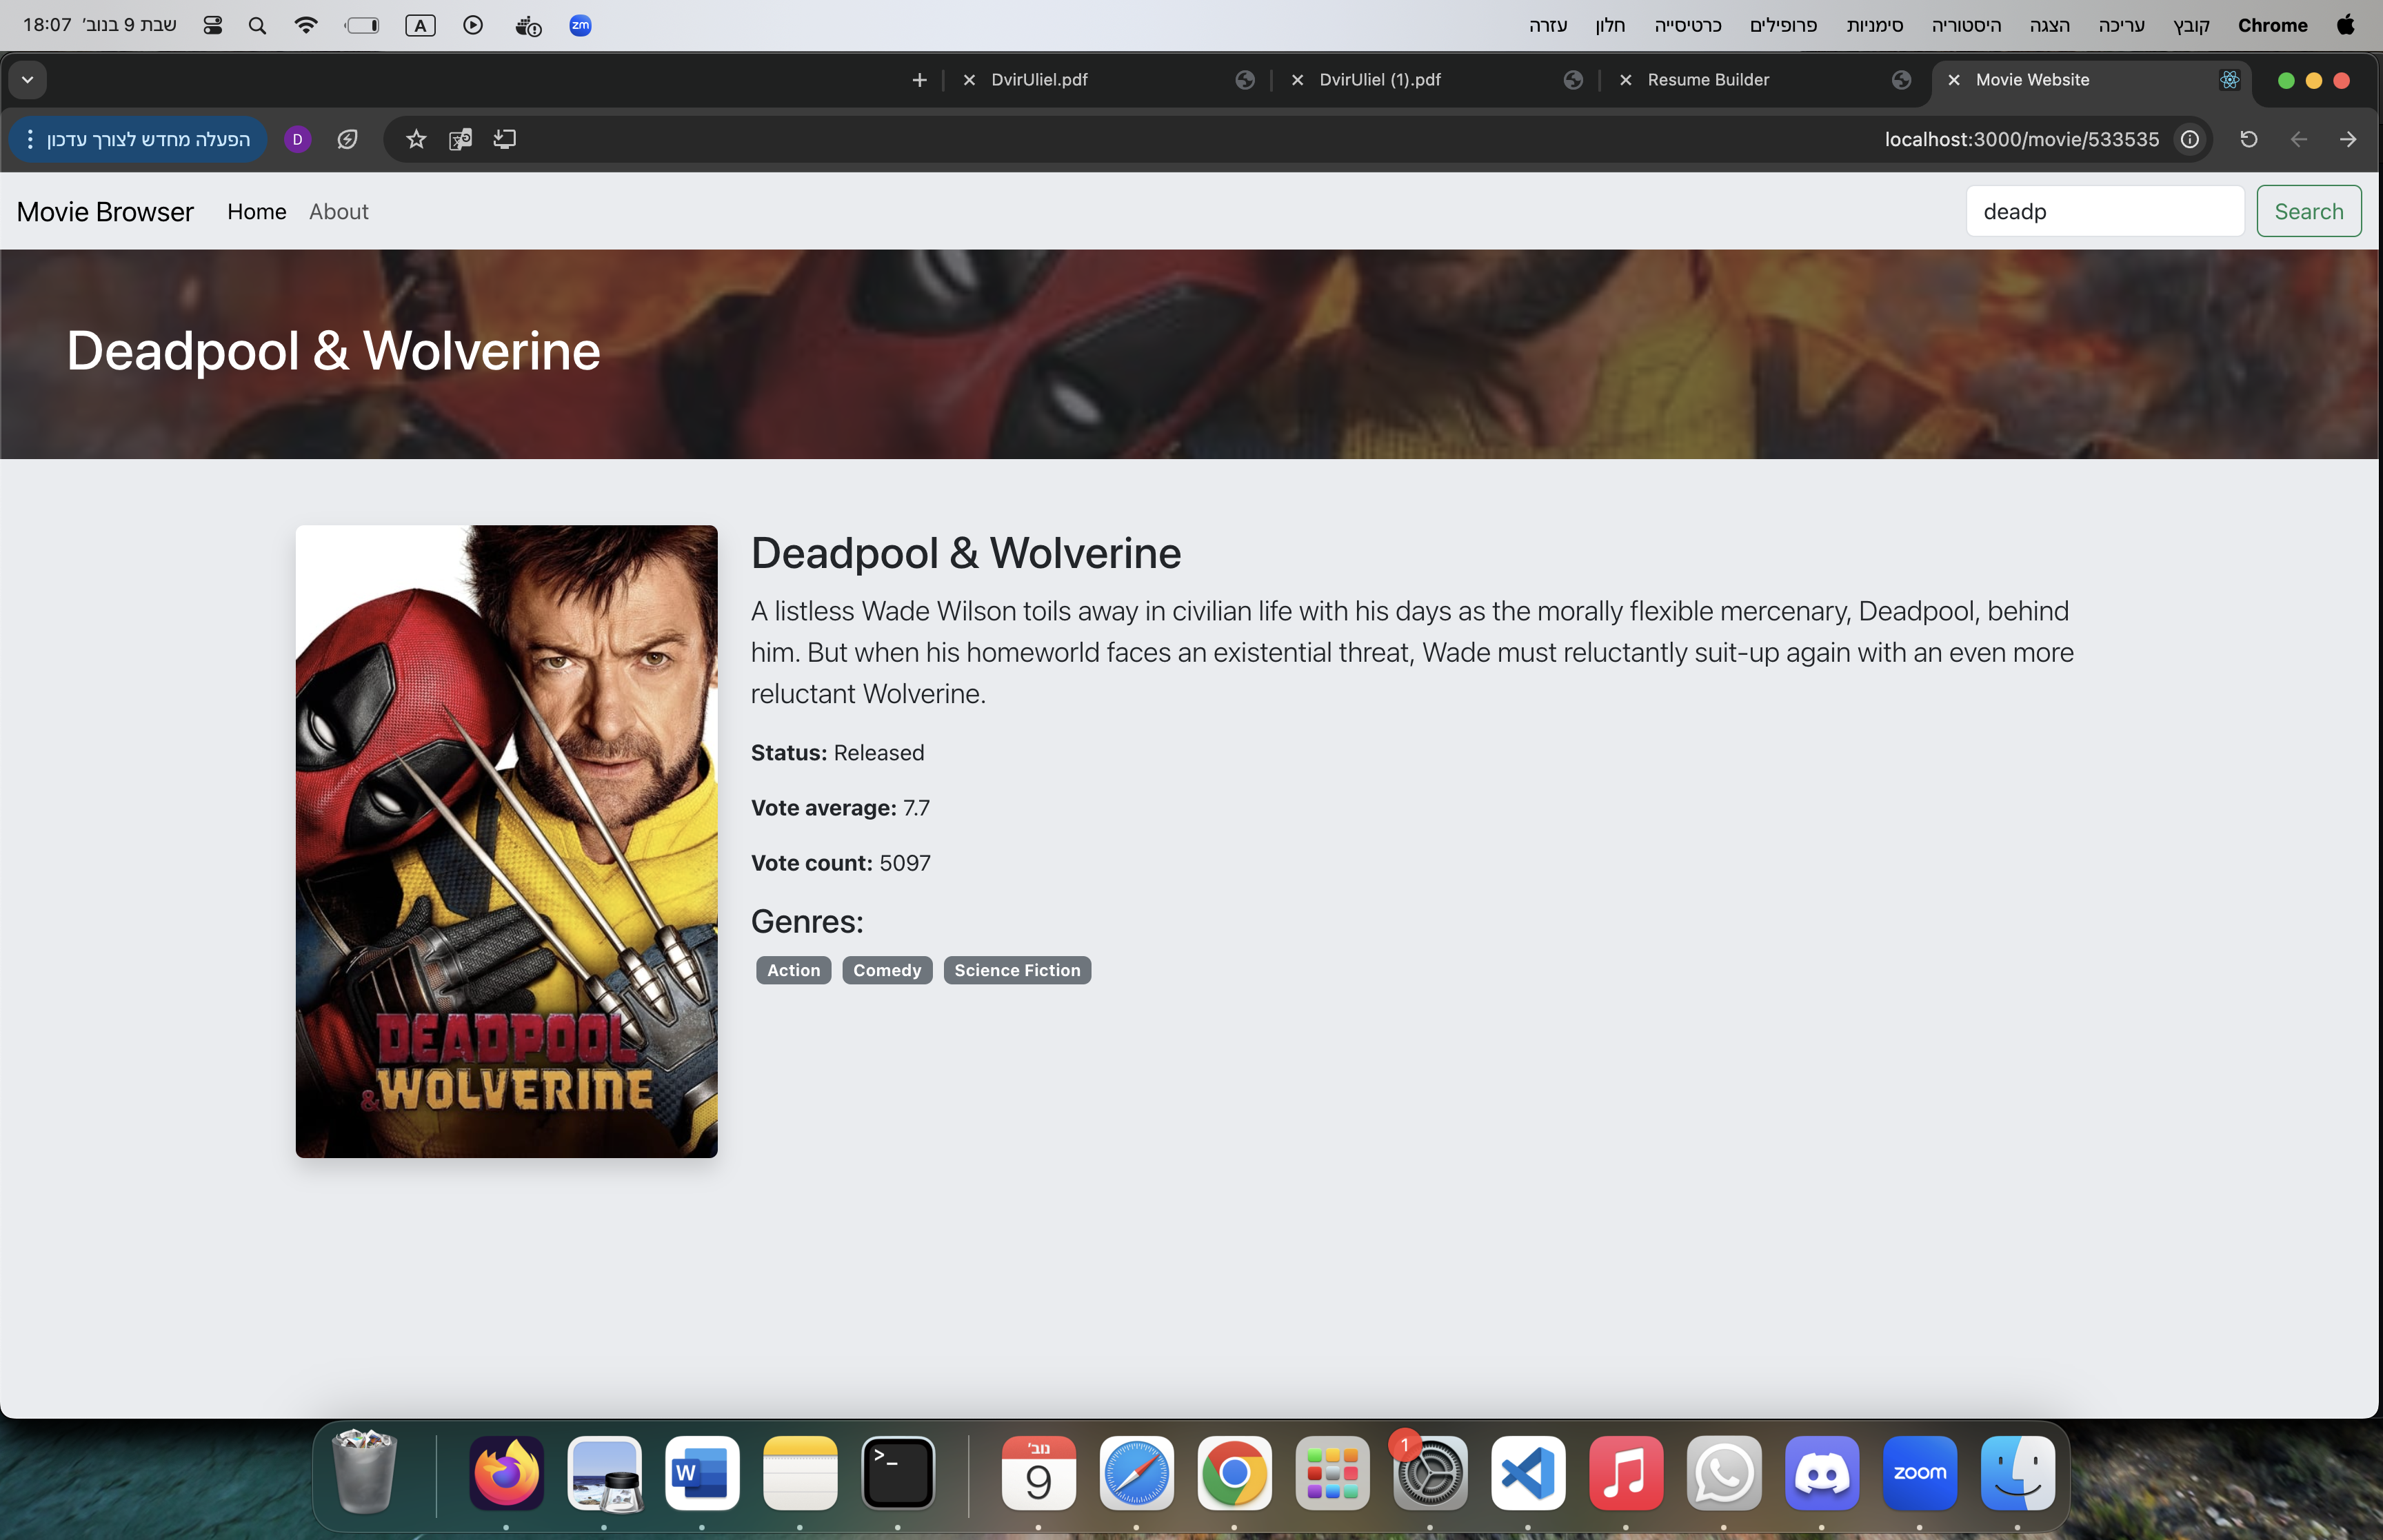 Chrome קובץ עריכה הצגה היסטוריה סימניות פרופילים כרטיסייה חלון עזרה
zm A שבת 9 בנוב׳ 18:07
DvirUliel.pdf DvirUliel (1).pdf Resume Builder Movie Website
הפעלה מחדש לצורך עדכון D localhost:3000/movie/533535
Movie Browser Home About deadp Search
Deadpool & Wolverine
Deadpool & Wolverine
A listless Wade Wilson toils away in civilian life with his days as the morally flexible mercenary, Deadpool, behind
him. But when his homeworld faces an existential threat, Wade must reluctantly suit-up again with an even more
reluctant Wolverine.
Status: Released
Vote average: 7.7
Vote count: 5097
Genres:
Action Comedy Science Fiction
DEADPOOL
&WOLVERINE
W >_ נוב׳ 9 1 zoom